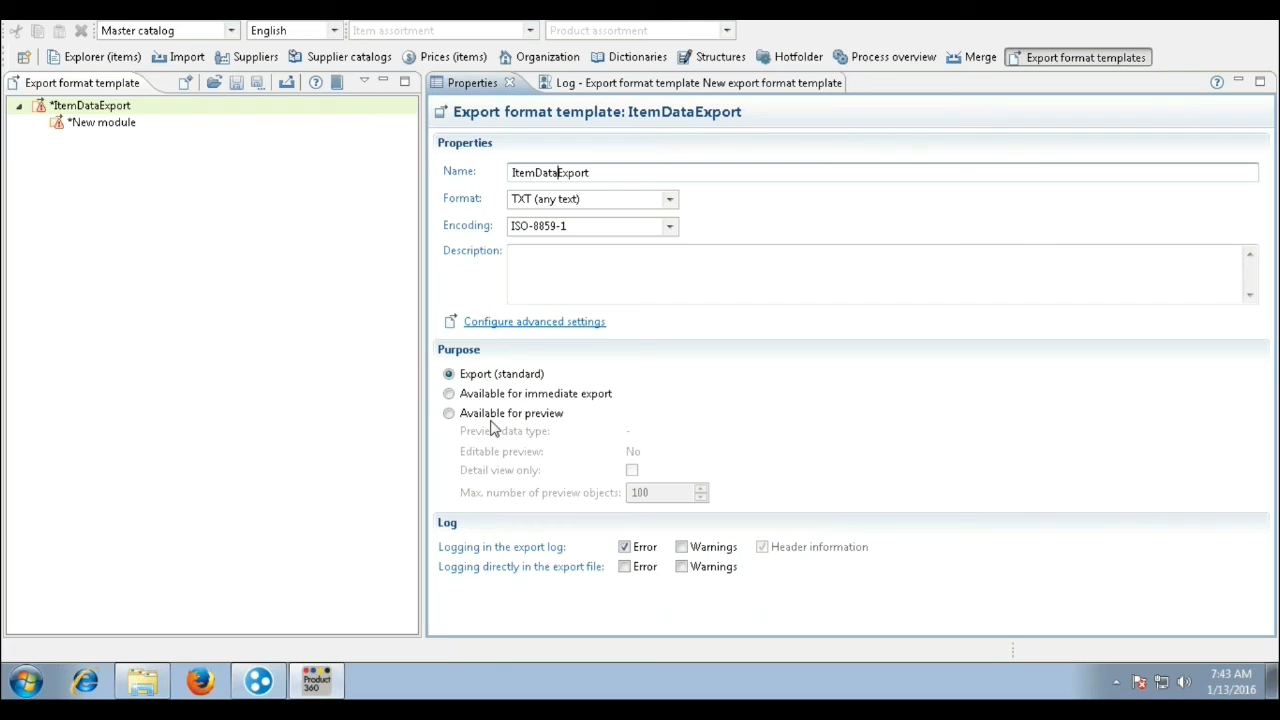 Master catalog English Item assortment Product assortment
Explorer (items) Import Suppliers Supplier catalogs Prices (items) Organization Dictionaries Structures Hotfolder Process overview Merge Export format templates
Export format template Properties Log - Export format template New export format template
*ItemDataExport
*New module
Export format template: ItemDataExport
Properties
Name: ItemDataExport
Format: TXT (any text)
Encoding: ISO-8859-1
Description:
Configure advanced settings
Purpose
Export (standard)
Available for immediate export
Available for preview
Preview data type: -
Editable preview: No
Detail view only:
Max. number of preview objects: 100
Log
Logging in the export log: Error Warnings Header information
Logging directly in the export file: Error Warnings
Product 360
7:43 AM
1/13/2016